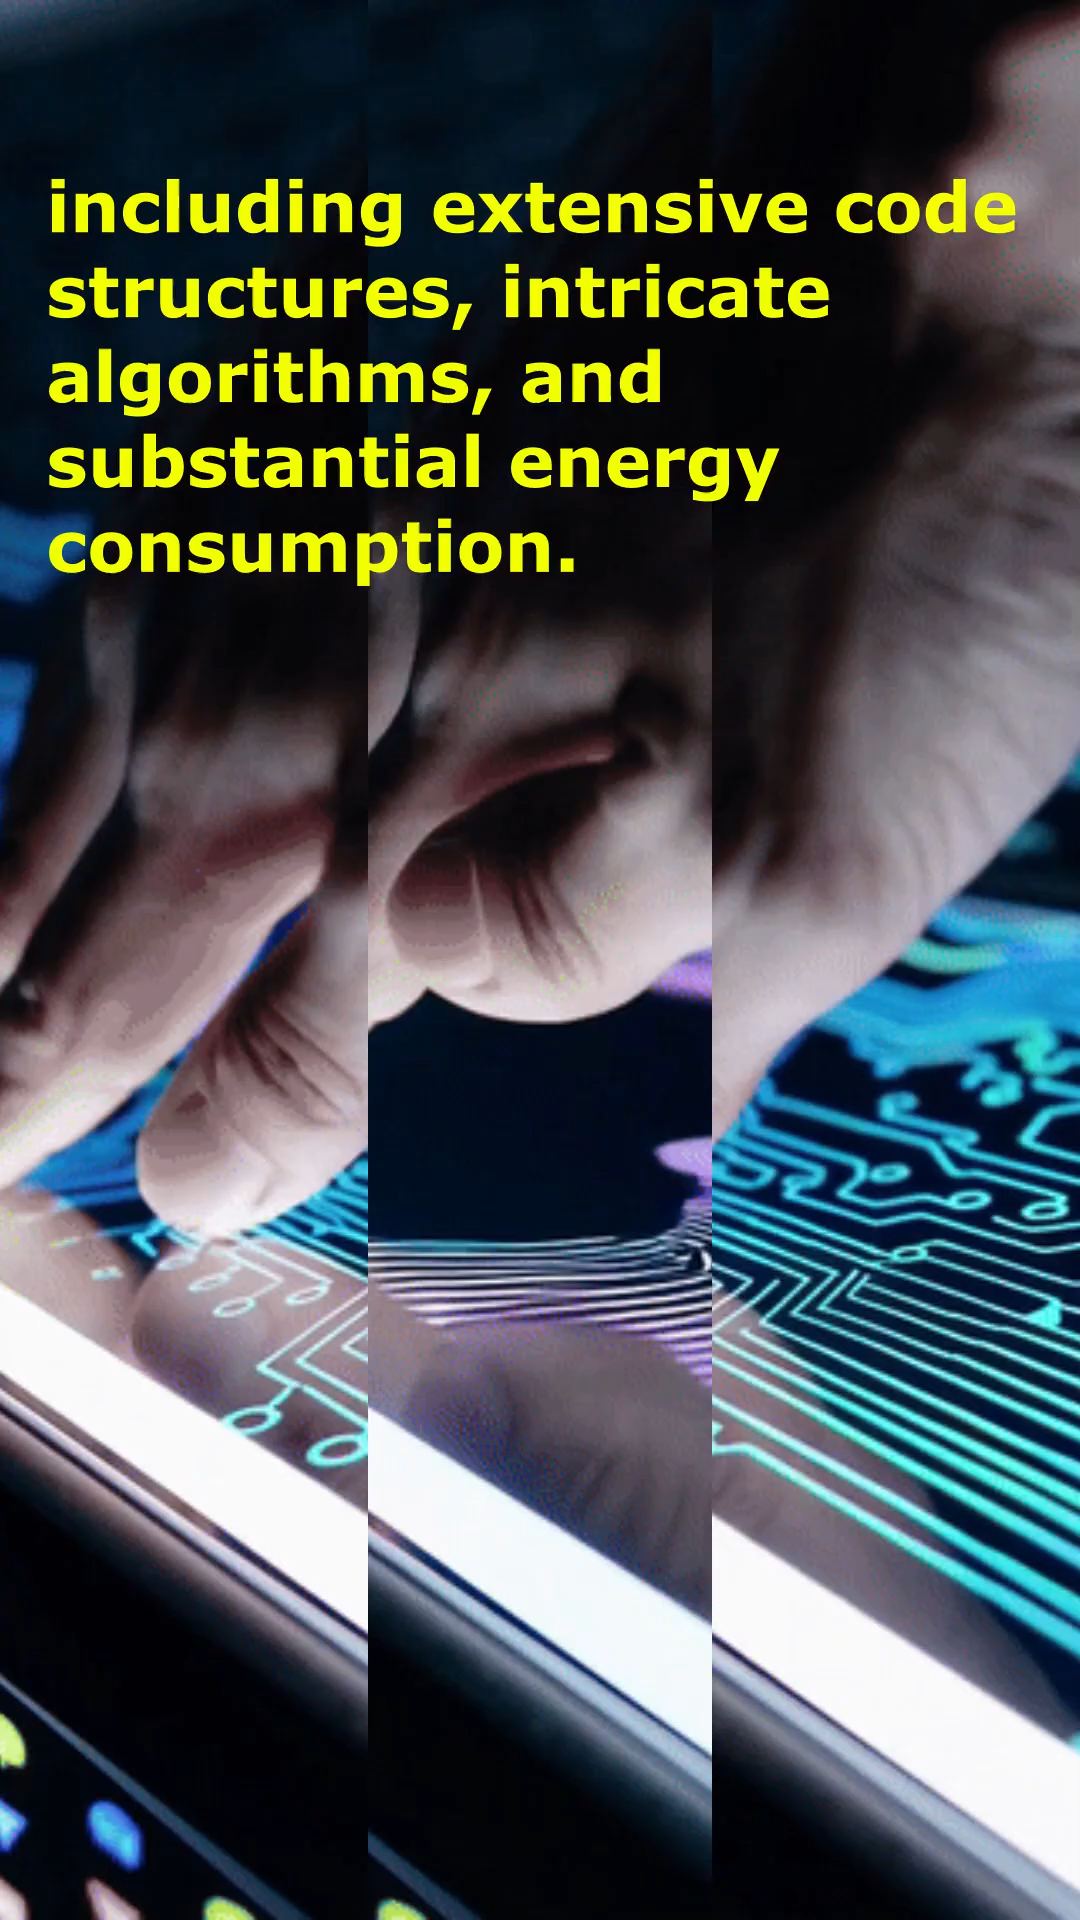 including extensive code
structures, intricate
algorithms, and
substantial energy
consumption.